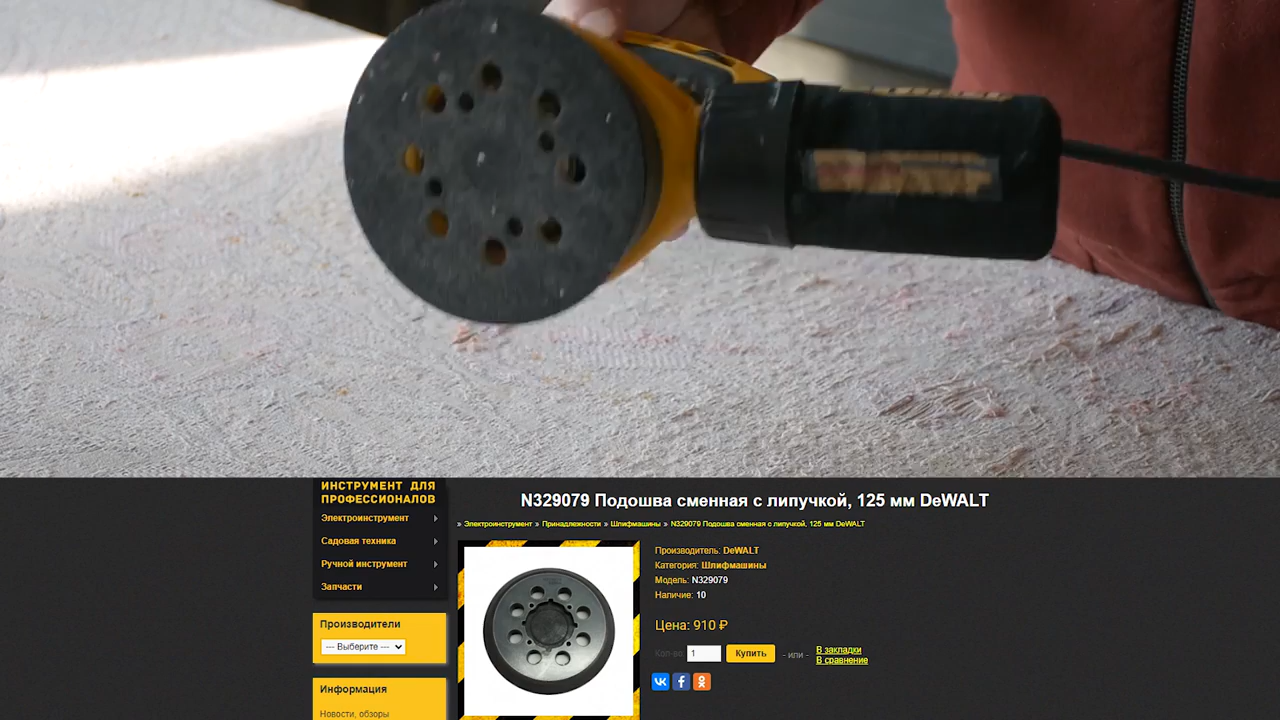 ИНСТРУМЕНТ ДЛЯ
ПРОФЕССИОНАЛОВ
Электроинструмент
Садовая техника
Ручной инструмент
Запчасти
Производители
--- Выберите ---
Информация
Новости, обзоры
N329079 Подошва сменная с липучкой, 125 мм DeWALT
» Электроинструмент » Принадлежности » Шлифмашины » N329079 Подошва сменная с липучкой, 125 мм DeWALT
Производитель: DeWALT
Категория: Шлифмашины
Модель: N329079
Наличие: 10
Цена: 910 ₽
Кол-во: 1 Купить - или - В закладки
В сравнение